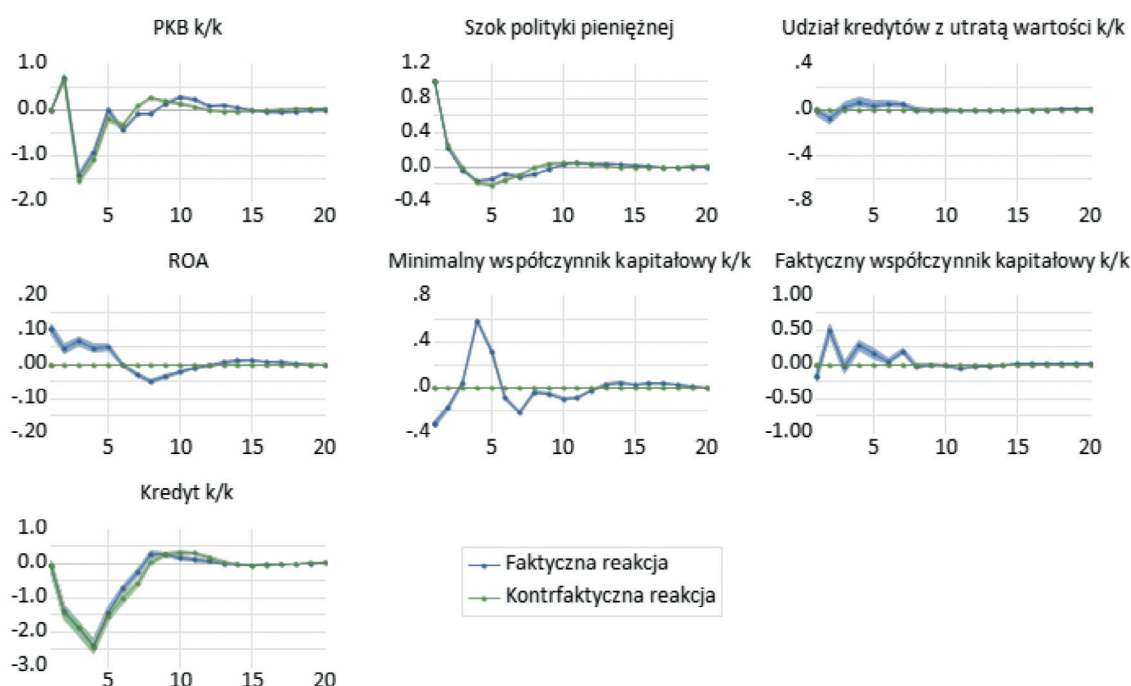 PKB k/k
1.0
0.0
-1.0
-2.0
5 10 15 20
Szok polityki pieniężnej
1.2
0.8
0.4
0.0
-0.4
5 10 15 20
Udział kredytów z utratą wartości k/k
.4
.0
-.4
-.8
5 10 15 20
ROA
.20
.10
.00
-.10
-.20
5 10 15 20
Minimalny współczynnik kapitałowy k/k
.8
.4
.0
-.4
5 10 15 20
Faktyczny współczynnik kapitałowy k/k
1.00
0.50
0.00
-0.50
-1.00
5 10 15 20
Kredyt k/k
1.0
0.0
-1.0
-2.0
-3.0
5 10 15 20
Faktyczna reakcja
Kontrfaktyczna reakcja